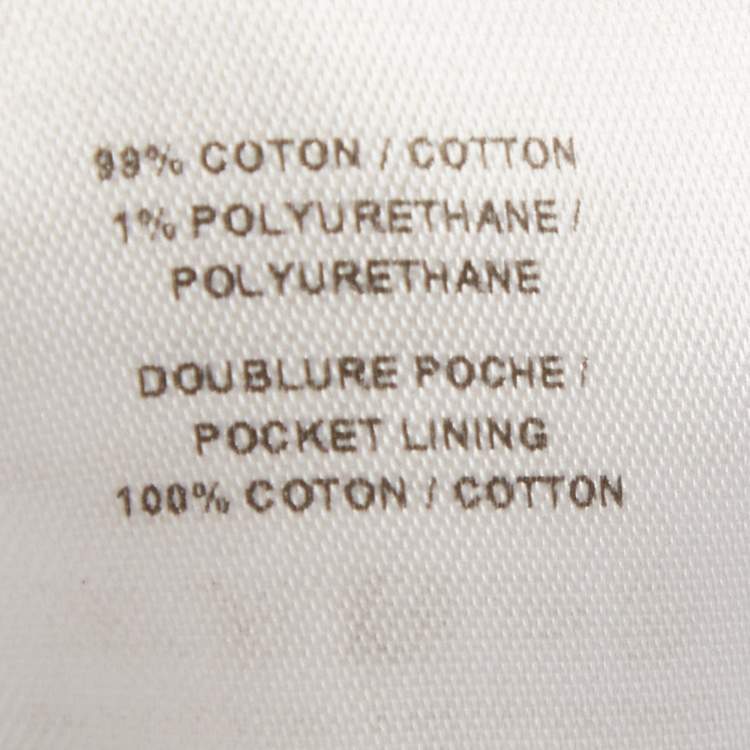 99% COTON / COTTON
1% POLYURETHANE /
POLYURETHANE
DOUBLURE POCHE /
POCKET LINING
100% COTON / COTTON